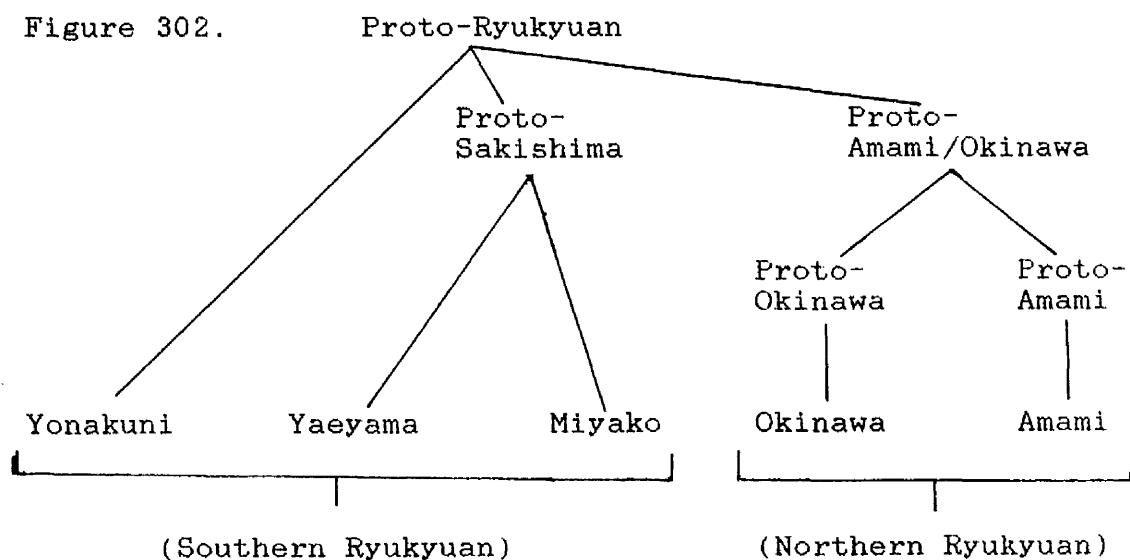 Figure 302. Proto-Ryukyuan
Proto-
Sakishima
Proto-
Amami/Okinawa
Proto-
Okinawa
Proto-
Amami
Yonakuni Yaeyama Miyako Okinawa Amami
(Southern Ryukyuan) (Northern Ryukyuan)